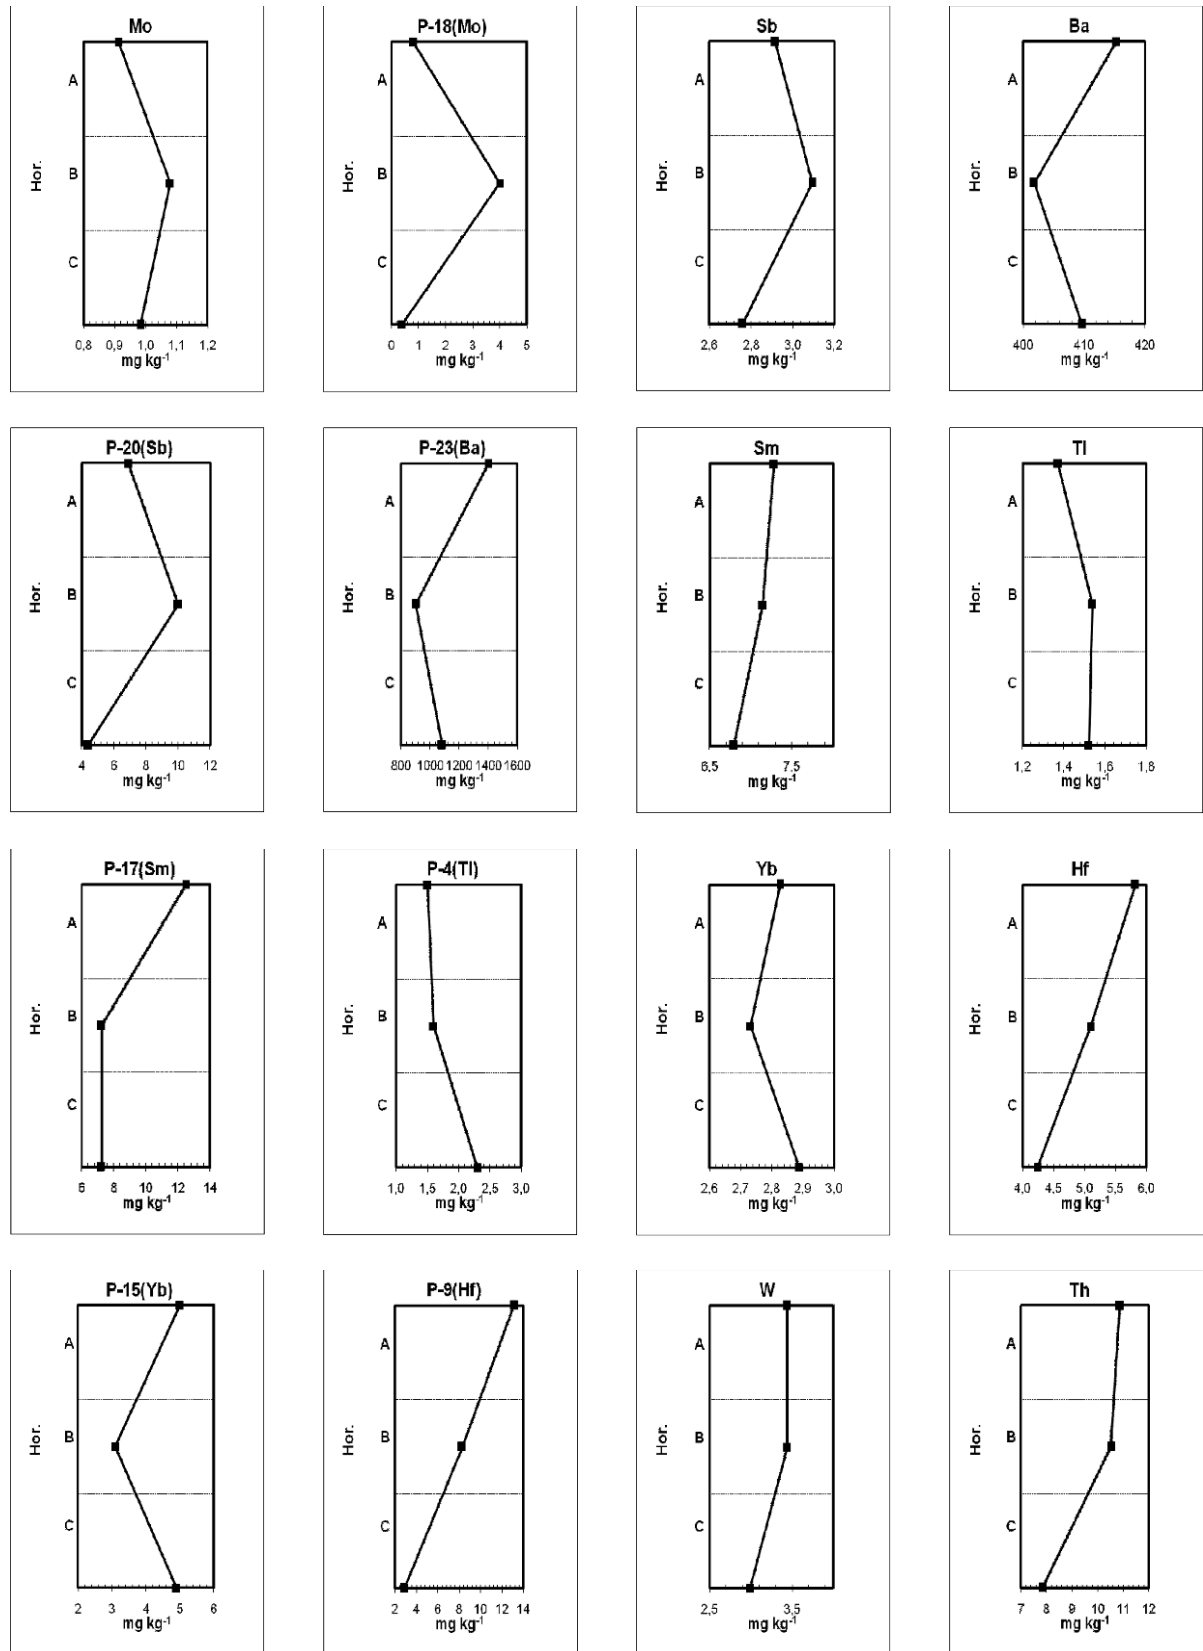 Mo
A
Hor.
B
C
0,8 0,9 1,0 1,1 1,2
mg kg-1
P-18(Mo)
A
Hor.
B
C
0 1 2 3 4 5
mg kg-1
Sb
A
Hor.
B
C
2,6 2,8 3,0 3,2
mg kg-1
Ba
A
Hor.
B
C
400 410 420
mg kg-1
P-20(Sb)
A
Hor.
B
C
4 6 8 10 12
mg kg-1
P-23(Ba)
A
Hor.
B
C
800 1000 1200 1400 1600
mg kg-1
Sm
A
Hor.
B
C
6,5 7,5
mg kg-1
Tl
A
Hor.
B
C
1,2 1,4 1,6 1,8
mg kg-1
P-17(Sm)
A
Hor.
B
C
6 8 10 12 14
mg kg-1
P-4(Tl)
A
Hor.
B
C
1,0 1,5 2,0 2,5 3,0
mg kg-1
Yb
A
Hor.
B
C
2,6 2,7 2,8 2,9 3,0
mg kg-1
Hf
A
Hor.
B
C
4,0 4,5 5,0 5,5 6,0
mg kg-1
P-15(Yb)
A
Hor.
B
C
2 3 4 5 6
mg kg-1
P-9(Hf)
A
Hor.
B
C
2 4 6 8 10 12 14
mg kg-1
W
A
Hor.
B
C
2,5 3,5
mg kg-1
Th
A
Hor.
B
C
7 8 9 10 11 12
mg kg-1